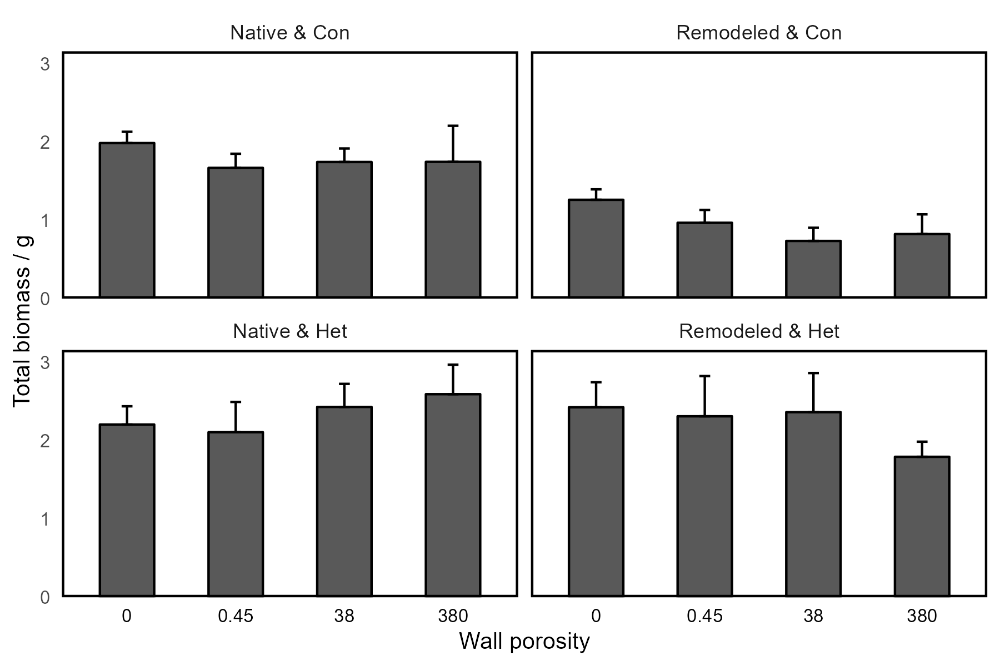 Native & Con
Remodeled & Con
3
2
1
0
Total biomass / g
Native & Het
Remodeled & Het
3
2
1
0
0 0.45 38 380
0 0.45 38 380
Wall porosity